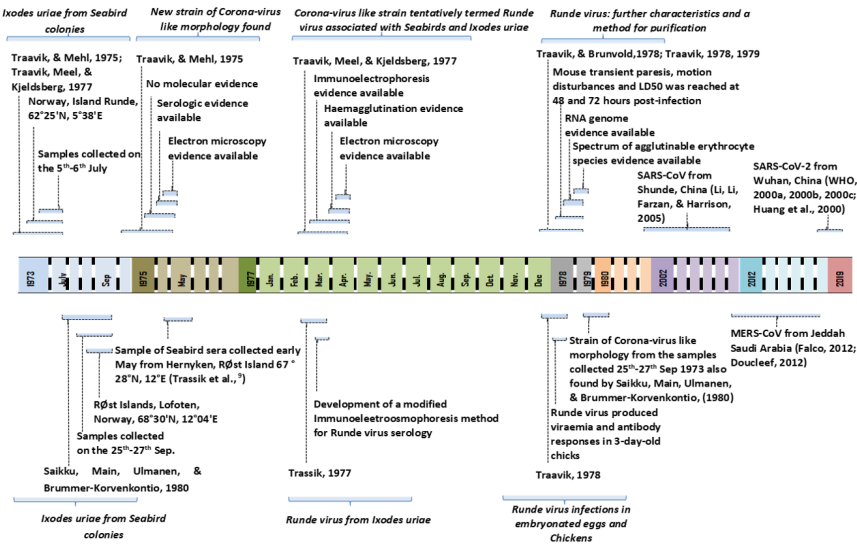 Ixodes uriae from Seabird
colonies
New strain of Corona-virus
like morphology found
Corona-virus like strain tentatively termed Runde
virus associated with Seabirds and Ixodes uriae
Runde virus: further characteristics and a
method for purification
Traavik, & Mehl, 1975;
Traavik, Meel, &
Kjeldsberg, 1977
Norway, Island Runde,
62°25'N, 5°38'E
Samples collected on
the 5th-6th July
Traavik, & Mehl, 1975
No molecular evidence
Serologic evidence
available
Electron microscopy
evidence available
Traavik, Meel, & Kjeldsberg, 1977
Immunoelectrophoresis
evidence available
Haemagglutination evidence
available
Electron microscopy
evidence available
Traavik, & Brunvold,1978; Traavik, 1978, 1979
Mouse transient paresis, motion
disturbances and LD50 was reached at
48 and 72 hours post-infection
RNA genome
evidence available
Spectrum of agglutinable erythrocyte
species evidence available
SARS-CoV from
Shunde, China (Li, Li,
Farzan, & Harrison,
2005)
SARS-CoV-2 from
Wuhan, China (WHO,
2000a, 2000b, 2000c;
Huang et al., 2000)
1973
July
Sep
1975
May
1977
Jan.
Feb.
Mar.
Apr.
May.
Jun.
Jul.
Aug.
Sep.
Oct.
Nov.
Dec
1978
1979
1980
2002
2012
2019
Sample of Seabird sera collected early
May from Hernyken, RØst Island 67 °
28°N, 12°E (Trassik et al., 9)
RØst Islands, Lofoten,
Norway, 68°30'N, 12°04'E
Samples collected
on the 25th-27th Sep.
Saikku, Main, Ulmanen, &
Brummer-Korvenkontio, 1980
Ixodes uriae from Seabird
colonies
Development of a modified
Immunoeleetroosmophoresis method
for Runde virus serology
Trassik, 1977
Runde virus from Ixodes uriae
Strain of Corona-virus like
morphology from the samples
collected 25th-27th Sep 1973 also
found by Saikku, Main, Ulmanen,
& Brummer-Korvenkontio, (1980)
Runde virus produced
viraemia and antibody
responses in 3-day-old
chicks
Traavik, 1978
Runde virus infections in
embryonated eggs and
Chickens
MERS-CoV from Jeddah
Saudi Arabia (Falco, 2012;
Doucleef, 2012)